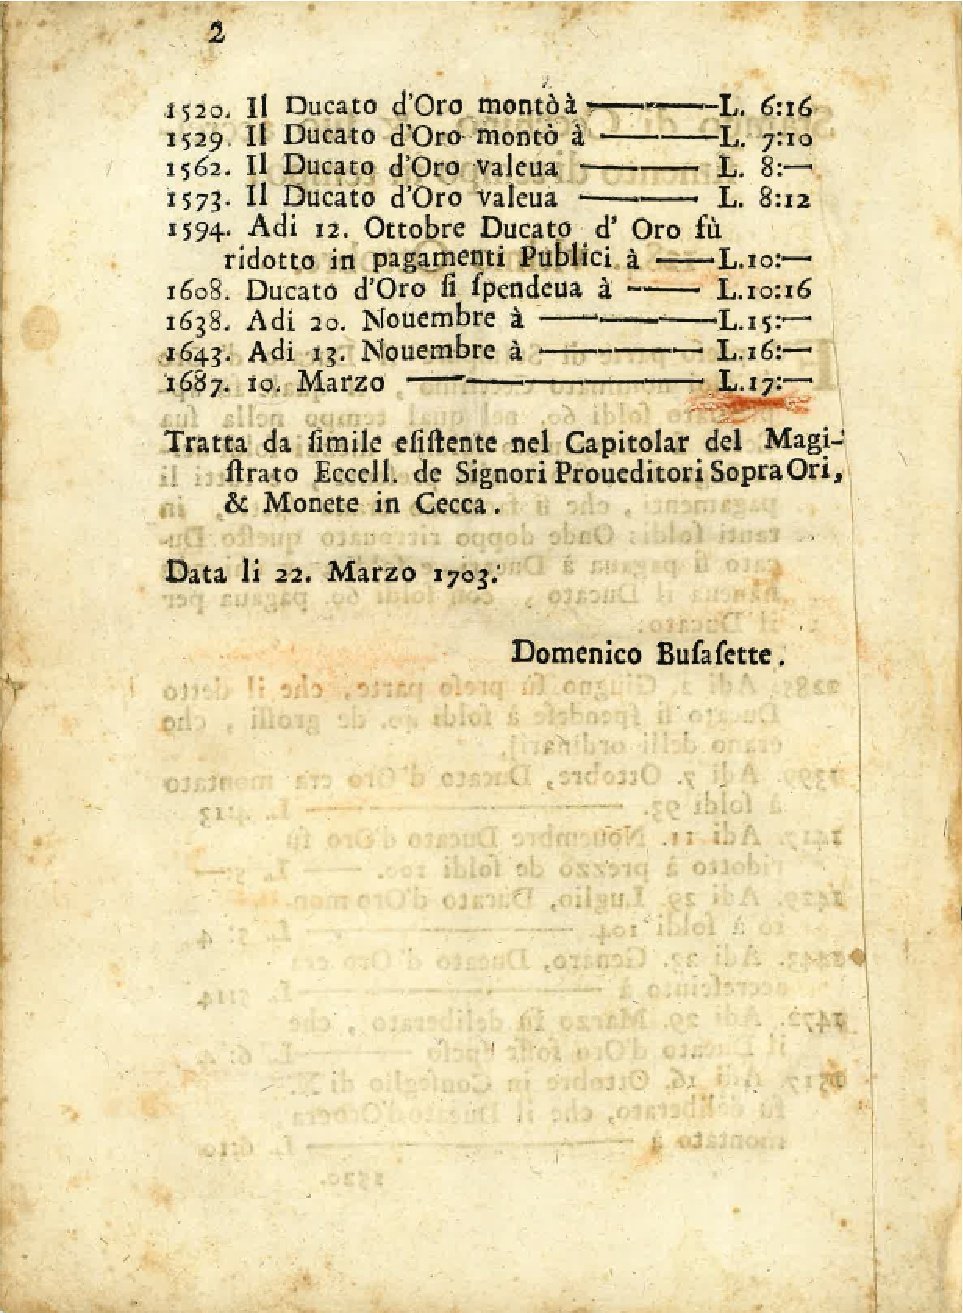 2
1520. Il Ducato d'Oro montò à ——— L. 6:16
1529. Il Ducato d'Oro montò à ——— L. 7:10
1562. Il Ducato d'Oro valeua ——— L. 8:—
1573. Il Ducato d'Oro valeua ——— L. 8:12
1594. Adi 12. Ottobre Ducato d' Oro fù
ridotto in pagamenti Publici à ——— L.10:—
1608. Ducato d'Oro ſi ſpendeua à ——— L.10:16
1638. Adi 20. Nouembre à ——— L.15:—
1643. Adi 13. Nouembre à ——— L.16:—
1687. 10. Marzo ——— L.17:—
Tratta da ſimile eſiſtente nel Capitolar del Magi-
ſtrato Eccell. de Signori Proueditori Sopra Ori,
& Monete in Cecca.
Data li 22. Marzo 1703.
Domenico Buſaſette.